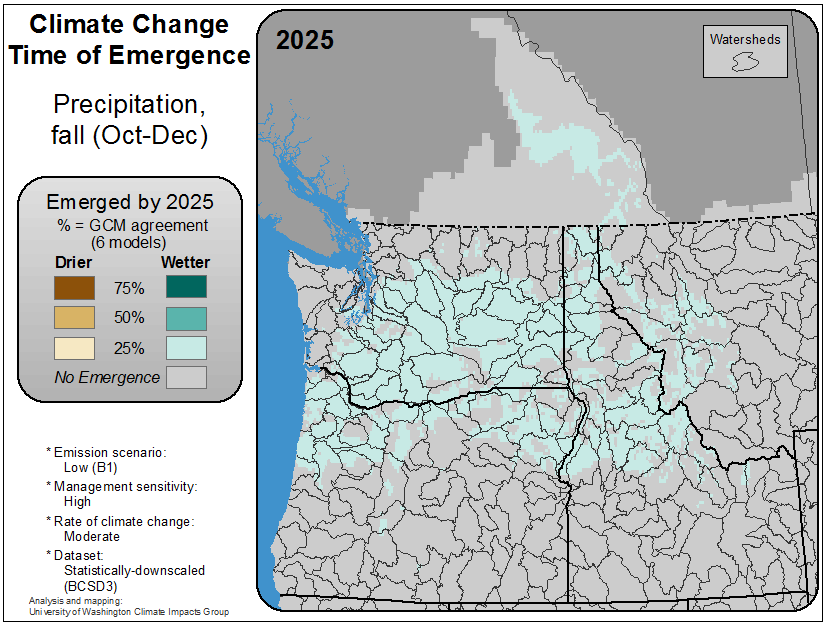 Climate Change
Time of Emergence
Precipitation,
fall (Oct-Dec)
Emerged by 2025
% = GCM agreement
(6 models)
Drier Wetter
75%
50%
25%
No Emergence
* Emission scenario:
Low (B1)
* Management sensitivity:
High
* Rate of climate change:
Moderate
* Dataset:
Statistically-downscaled
(BCSD3)
Analysis and mapping:
University of Washington Climate Impacts Group
2025
Watersheds